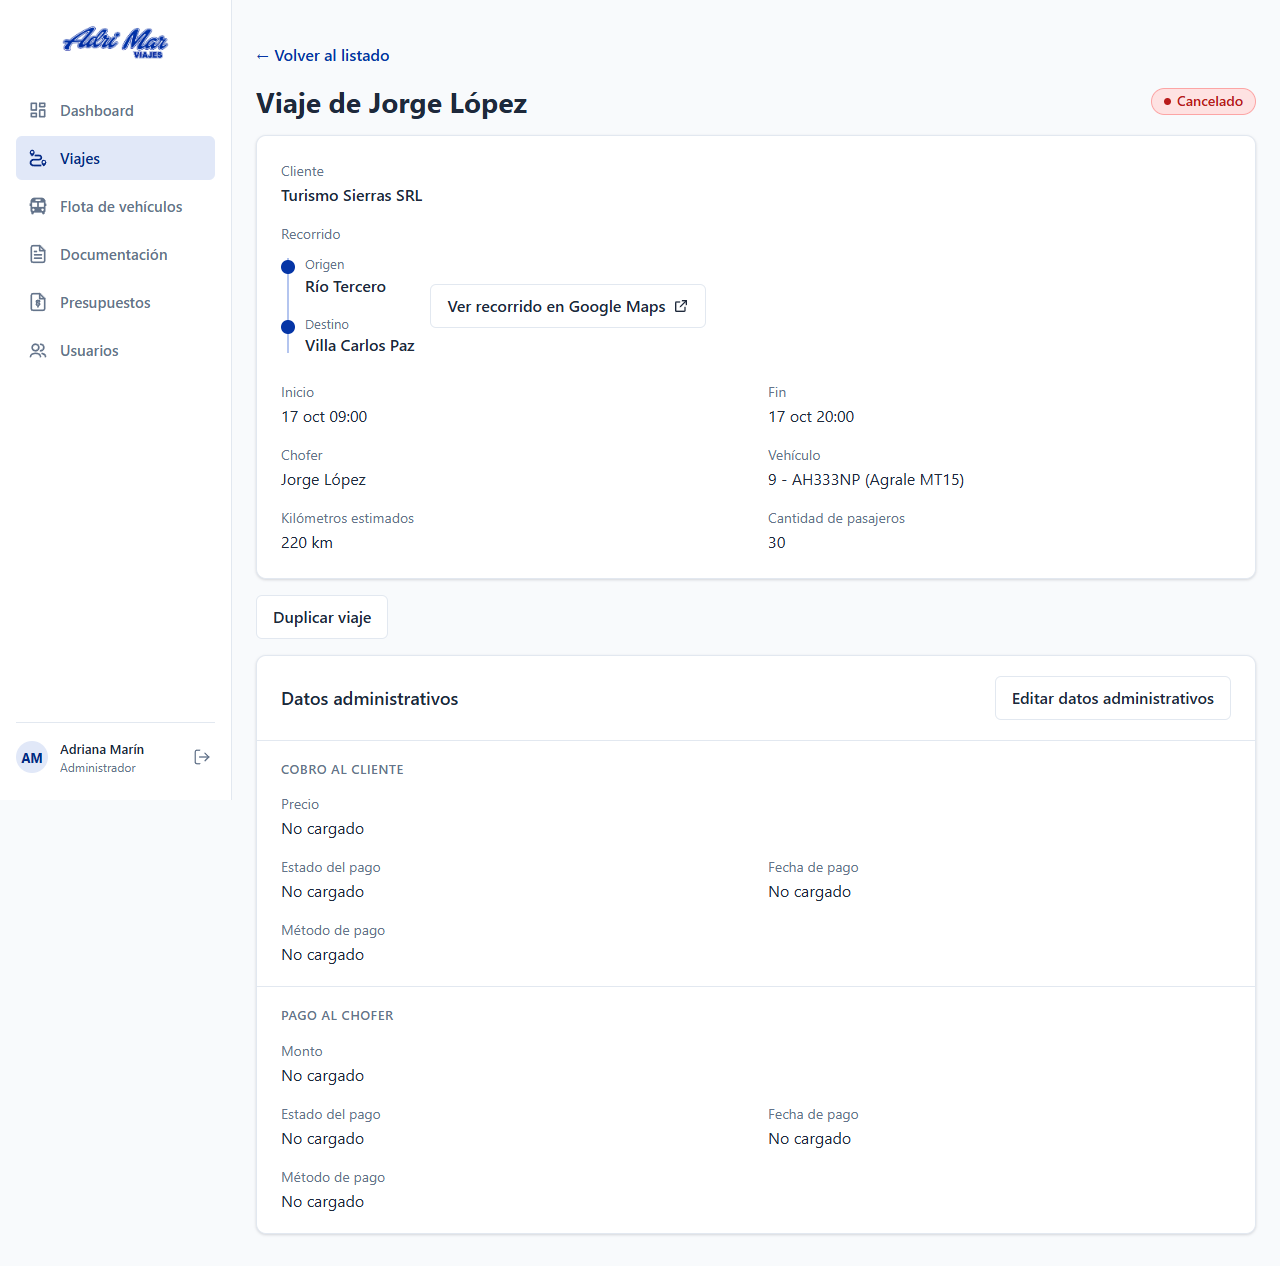 Adri Mar
VIAJES
Dashboard
Viajes
Flota de vehículos
Documentación
Presupuestos
Usuarios
AM
Adriana Marín
Administrador
← Volver al listado
Viaje de Jorge López
Cancelado
Cliente
Turismo Sierras SRL
Recorrido
Origen
Río Tercero
Destino
Villa Carlos Paz
Ver recorrido en Google Maps
Inicio
17 oct 09:00
Fin
17 oct 20:00
Chofer
Jorge López
Vehículo
9 - AH333NP (Agrale MT15)
Kilómetros estimados
220 km
Cantidad de pasajeros
30
Duplicar viaje
Datos administrativos
Editar datos administrativos
COBRO AL CLIENTE
Precio
No cargado
Estado del pago
No cargado
Fecha de pago
No cargado
Método de pago
No cargado
PAGO AL CHOFER
Monto
No cargado
Estado del pago
No cargado
Fecha de pago
No cargado
Método de pago
No cargado